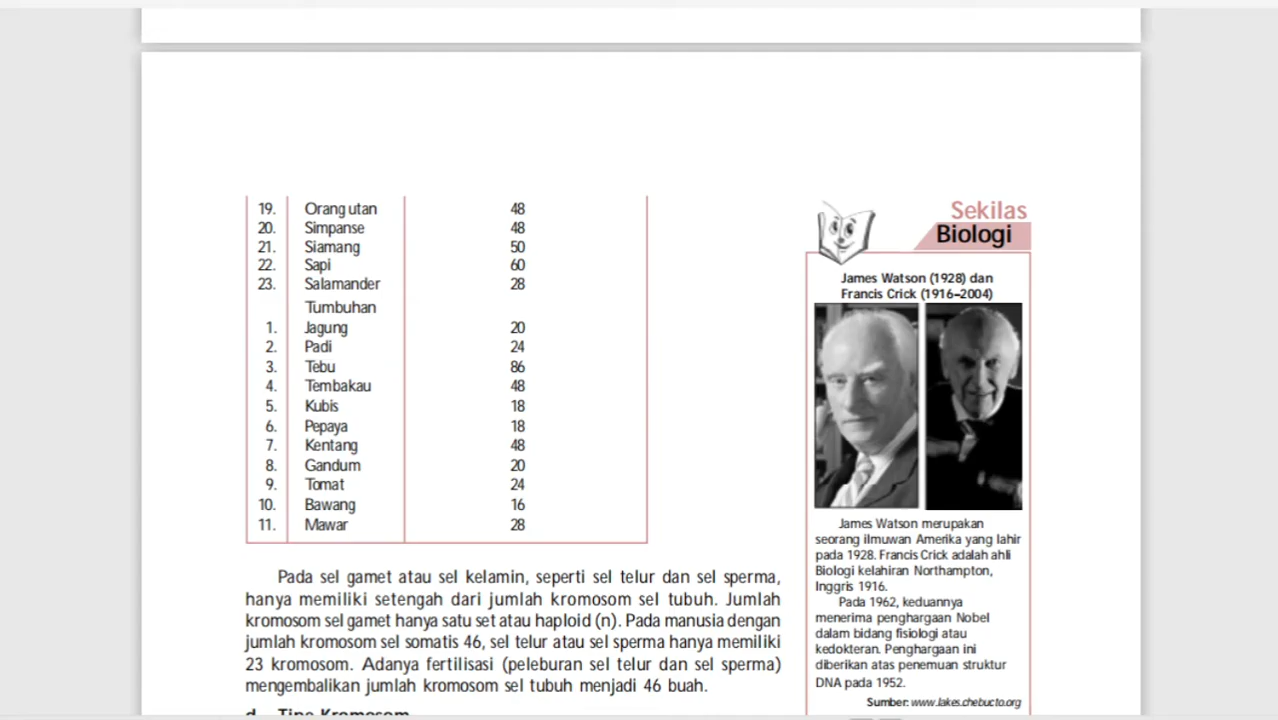 19. Orang utan 48
20. Simpanse 48
21. Siamang 50
22. Sapi 60
23. Salamander 28
Tumbuhan
1. Jagung 20
2. Padi 24
3. Tebu 86
4. Tembakau 48
5. Kubis 18
6. Pepaya 18
7. Kentang 48
8. Gandum 20
9. Tomat 24
10. Bawang 16
11. Mawar 28
Pada sel gamet atau sel kelamin, seperti sel telur dan sel sperma,
hanya memiliki setengah dari jumlah kromosom sel tubuh. Jumlah
kromosom sel gamet hanya satu set atau haploid (n). Pada manusia dengan
jumlah kromosom sel somatis 46, sel telur atau sel sperma hanya memiliki
23 kromosom. Adanya fertilisasi (peleburan sel telur dan sel sperma)
mengembalikan jumlah kromosom sel tubuh menjadi 46 buah.
d. Tipe Kromosom
Sekilas
Biologi
James Watson (1928) dan
Francis Crick (1916–2004)
James Watson merupakan
seorang ilmuwan Amerika yang lahir
pada 1928. Francis Crick adalah ahli
Biologi kelahiran Northampton,
Inggris 1916.
Pada 1962, keduannya
menerima penghargaan Nobel
dalam bidang fisiologi atau
kedokteran. Penghargaan ini
diberikan atas penemuan struktur
DNA pada 1952.
Sumber: www.lakes.chebucto.org